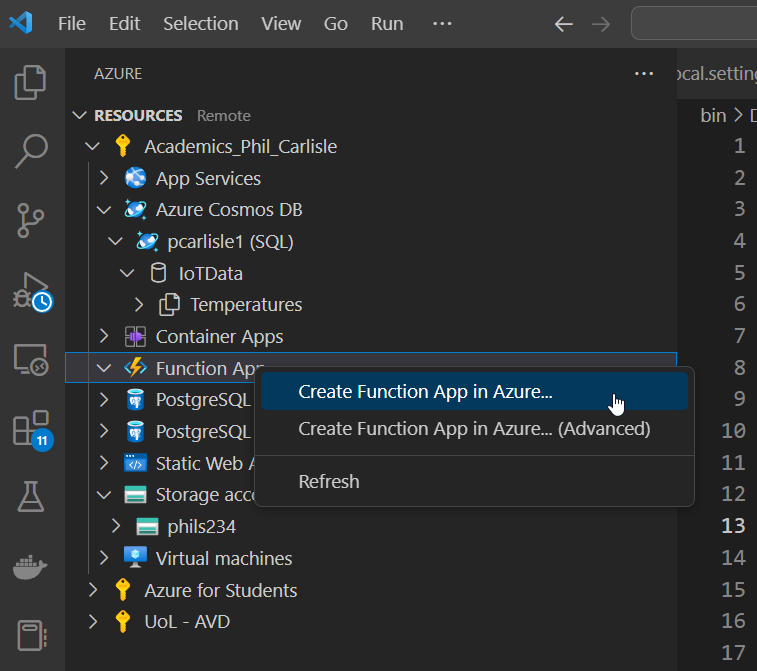 File Edit Selection View Go Run ...
AZURE ...
ocal.settin
RESOURCES Remote
bin > D
Academics_Phil_Carlisle
1
App Services
2
Azure Cosmos DB
3
pcarlisle1 (SQL)
4
IoTData
5
Temperatures
6
Container Apps
7
Function App
8
Create Function App in Azure...
PostgreSQL
9
Create Function App in Azure... (Advanced)
PostgreSQL
10
Static Web A
11
Refresh
Storage acco
12
phils234
13
Virtual machines
14
Azure for Students
15
UoL - AVD
16
17
11